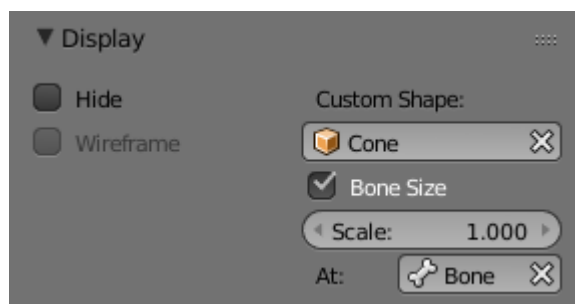 Display
Hide
Wireframe
Custom Shape:
Cone
Bone Size
Scale: 1.000
At: Bone